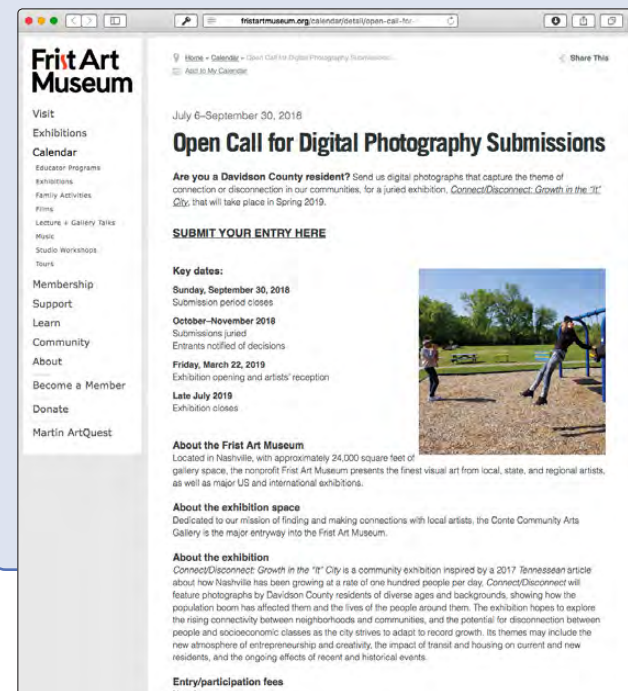 fristartmuseum.org/calendar/detail/open-call-for-
Frist Art
Museum
Visit
Exhibitions
Calendar
Educator Programs
Exhibitions
Family Activities
Films
Lecture + Gallery Talks
Music
Studio Workshops
Tours
Membership
Support
Learn
Community
About
Become a Member
Donate
Martin ArtQuest
Home » Calendar » Open Call for Digital Photography Submissions...
Add to My Calendar
Share This
July 6–September 30, 2018
Open Call for Digital Photography Submissions
Are you a Davidson County resident? Send us digital photographs that capture the theme of
connection or disconnection in our communities, for a juried exhibition, Connect/Disconnect: Growth in the "It"
City, that will take place in Spring 2019.
SUBMIT YOUR ENTRY HERE
Key dates:
Sunday, September 30, 2018
Submission period closes
October–November 2018
Submissions juried
Entrants notified of decisions
Friday, March 22, 2019
Exhibition opening and artists' reception
Late July 2019
Exhibition closes
About the Frist Art Museum
Located in Nashville, with approximately 24,000 square feet of
gallery space, the nonprofit Frist Art Museum presents the finest visual art from local, state, and regional artists,
as well as major US and international exhibitions.
About the exhibition space
Dedicated to our mission of finding and making connections with local artists, the Conte Community Arts
Gallery is the major entryway into the Frist Art Museum.
About the exhibition
Connect/Disconnect: Growth in the "It" City is a community exhibition inspired by a 2017 Tennessean article
about how Nashville has been growing at a rate of one hundred people per day. Connect/Disconnect will
feature photographs by Davidson County residents of diverse ages and backgrounds, showing how the
population boom has affected them and the lives of the people around them. The exhibition hopes to explore
the rising connectivity between neighborhoods and communities, and the potential for disconnection between
people and socioeconomic classes as the city strives to adapt to record growth. Its themes may include the
new atmosphere of entrepreneurship and creativity, the impact of transit and housing on current and new
residents, and the ongoing effects of recent and historical events.
Entry/participation fees